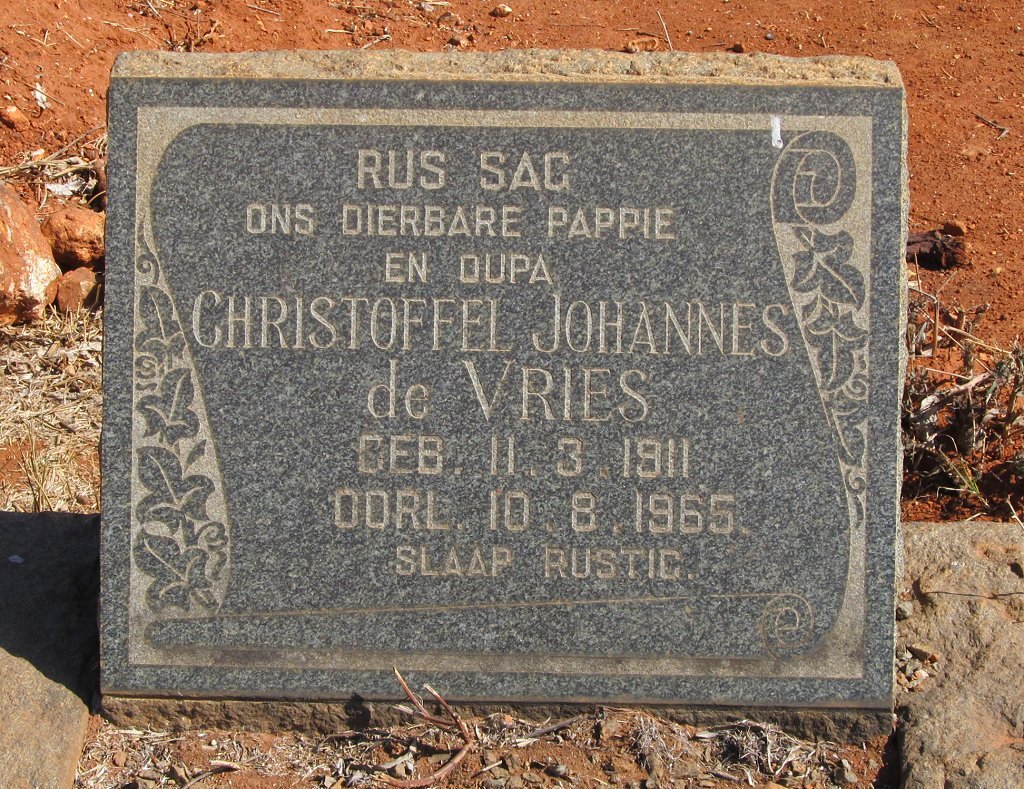 RUS SAG
ONS DIERBARE PAPPIE
EN OUPA
CHRISTOFFEL JOHANNES
de VRIES
GEB. 11. 3. 1911
OORL. 10. 8. 1965.
SLAAP RUSTIG.